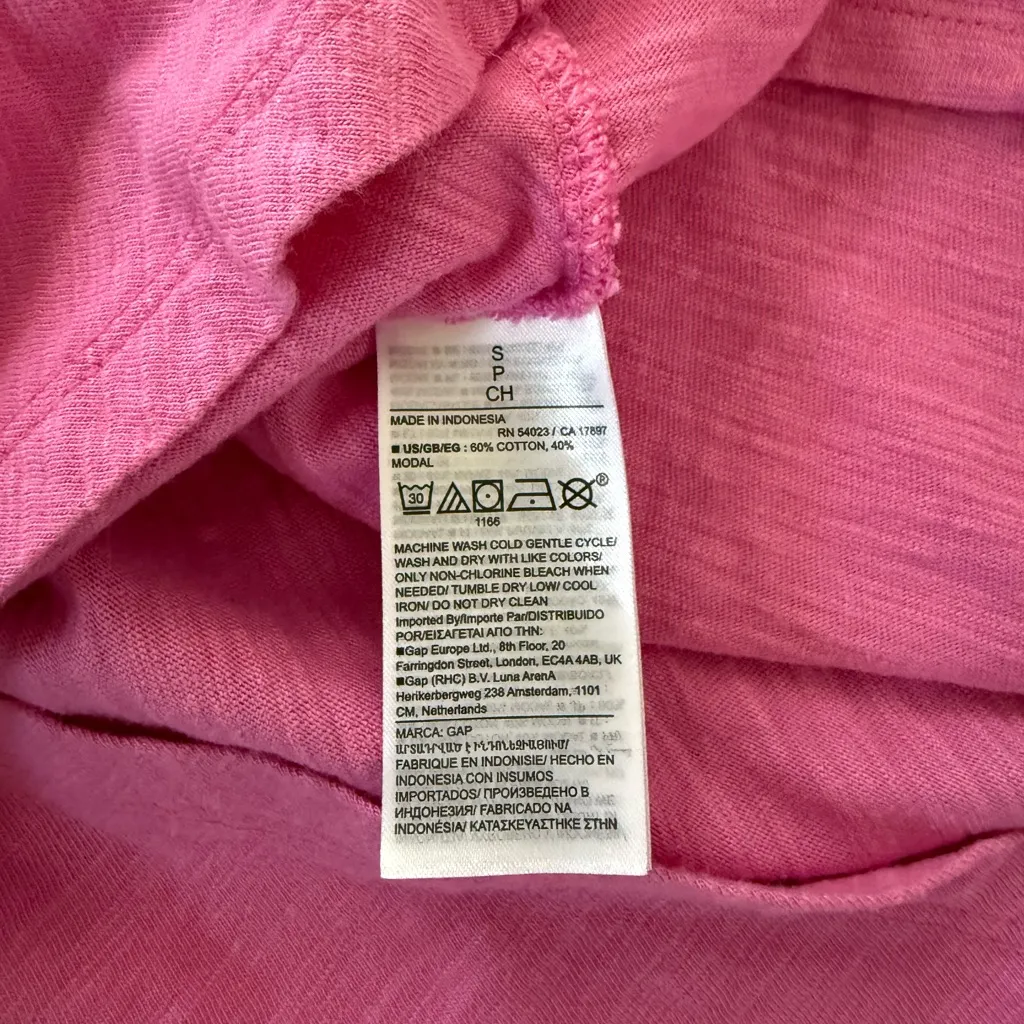 S
P
CH
MADE IN INDONESIA
RN 54023 / CA 17897
■ US/GB/EG : 60% COTTON, 40%
MODAL
30
®
1166
MACHINE WASH COLD GENTLE CYCLE/
WASH AND DRY WITH LIKE COLORS/
ONLY NON-CHLORINE BLEACH WHEN
NEEDED/ TUMBLE DRY LOW/ COOL
IRON/ DO NOT DRY CLEAN
Imported By/Importe Par/DISTRIBUIDO
POR/ΕΙΣΑΓΕΤΑΙ ΑΠΟ ΤΗΝ:
■Gap Europe Ltd., 8th Floor, 20
Farringdon Street, London, EC4A 4AB, UK
■Gap (RHC) B.V. Luna ArenA
Herikerbergweg 238 Amsterdam, 1101
CM, Netherlands
MARCA: GAP
ԱՐՏԱԴՐՎԱԾ Է ԻՆԴՈՆԵԶԻԱՅՈՒՄ/
FABRIQUE EN INDONISIE/ HECHO EN
INDONESIA CON INSUMOS
IMPORTADOS/ ПРОИЗВЕДЕНО В
ИНДОНЕЗИЯ/ FABRICADO NA
INDONÉSIA/ ΚΑΤΑΣΚΕΥΑΣΤΗΚΕ ΣΤΗΝ